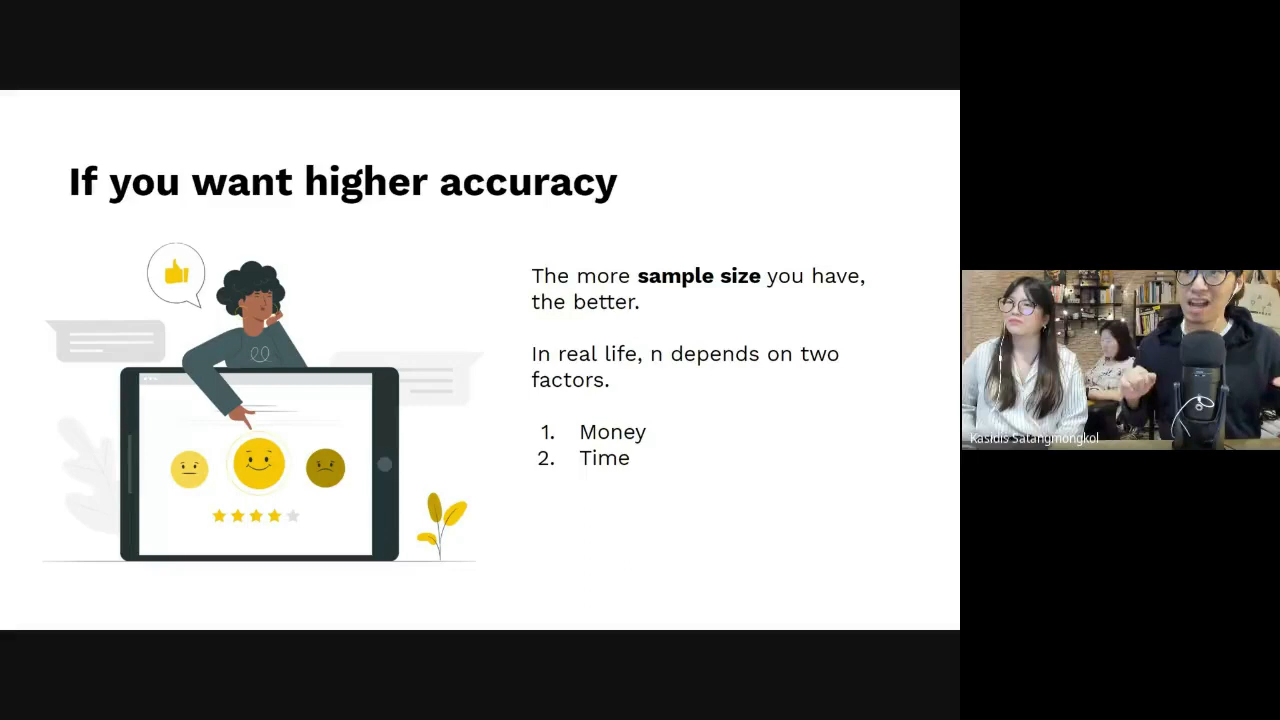 If you want higher accuracy
The more sample size you have,
the better.
In real life, n depends on two
factors.
1. Money
2. Time
Kasidis Satangmongkol